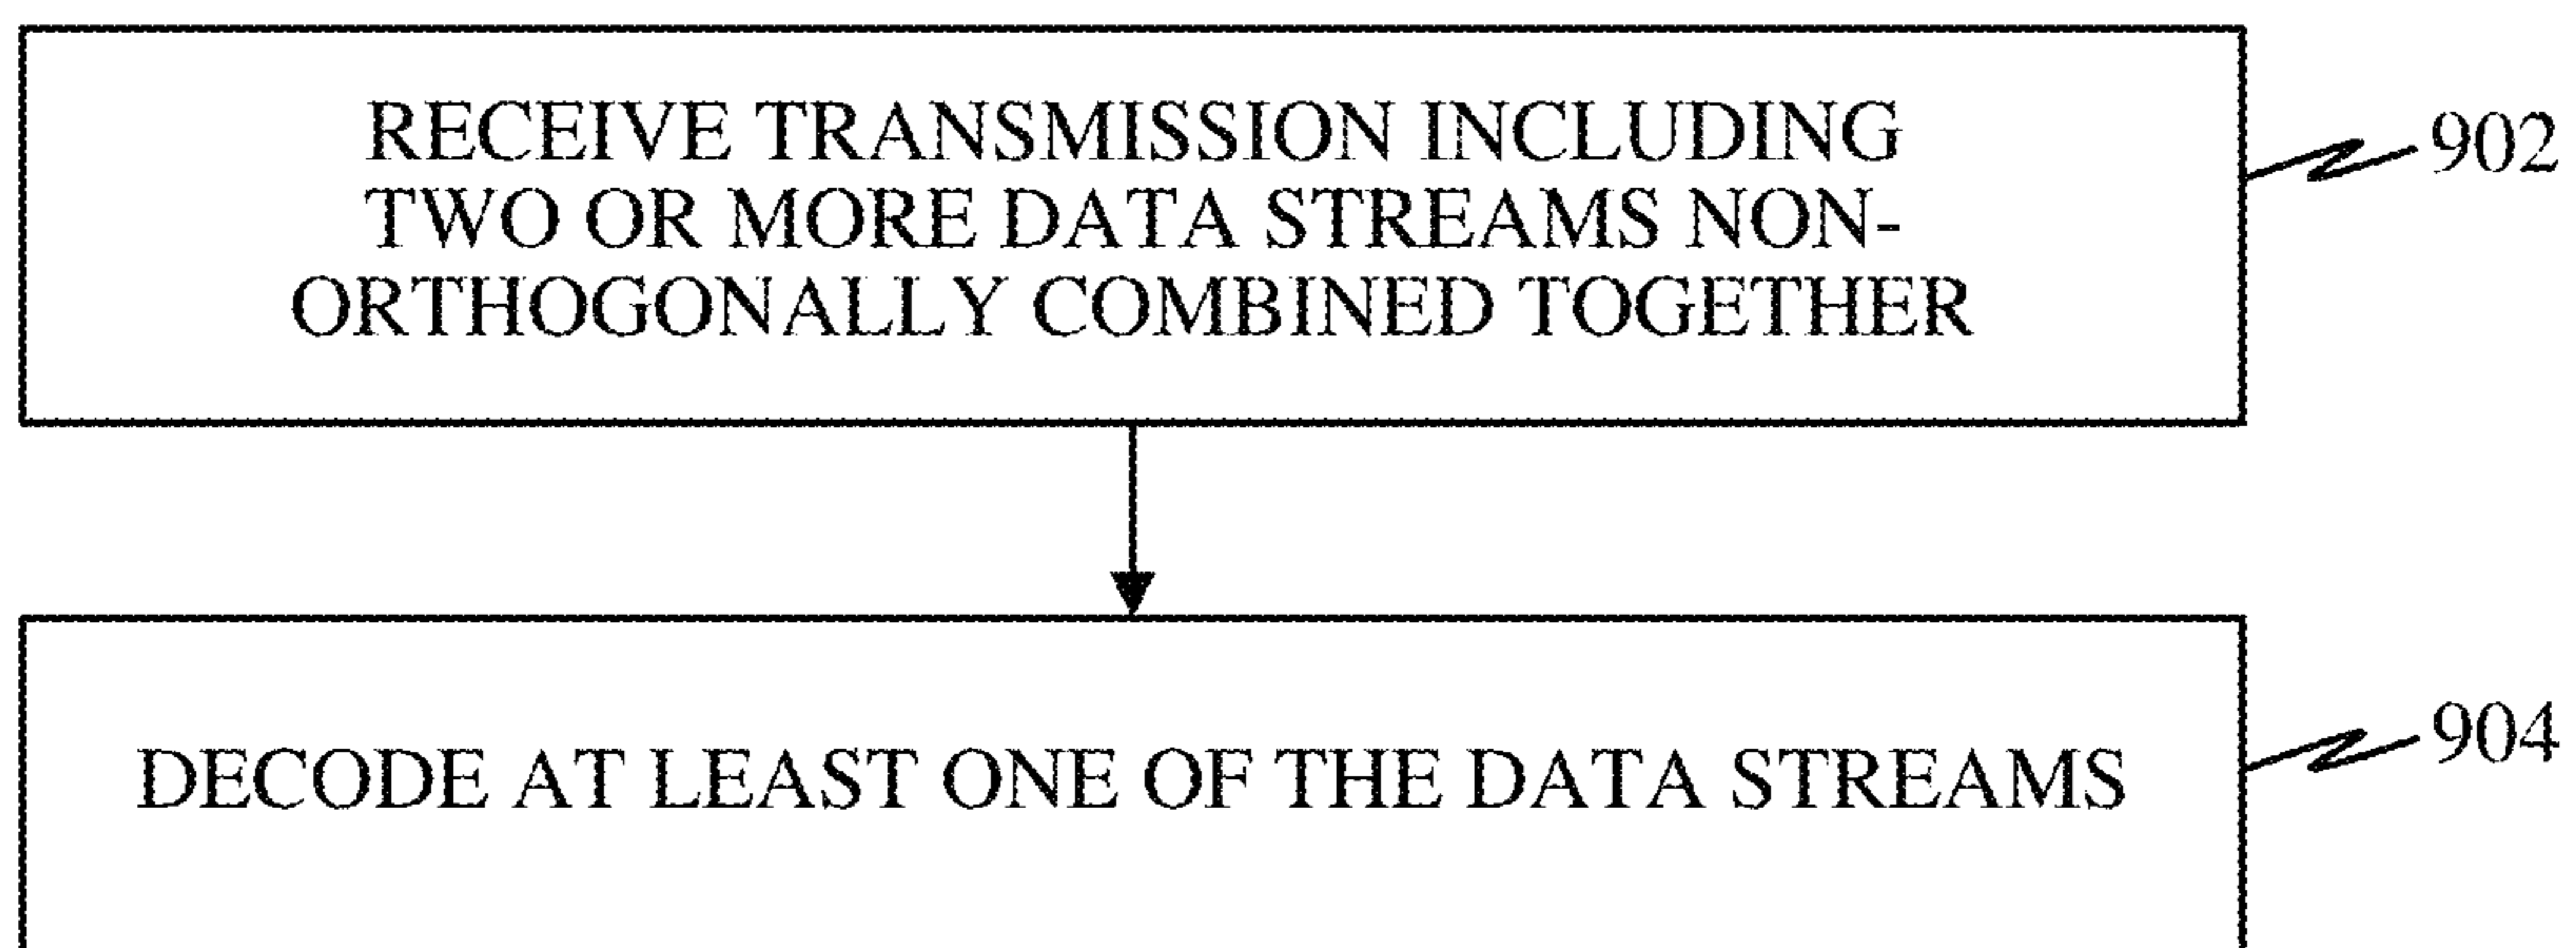 RECEIVE TRANSMISSION INCLUDING
TWO OR MORE DATA STREAMS NON-
ORTHOGONALLY COMBINED TOGETHER
902
DECODE AT LEAST ONE OF THE DATA STREAMS
904